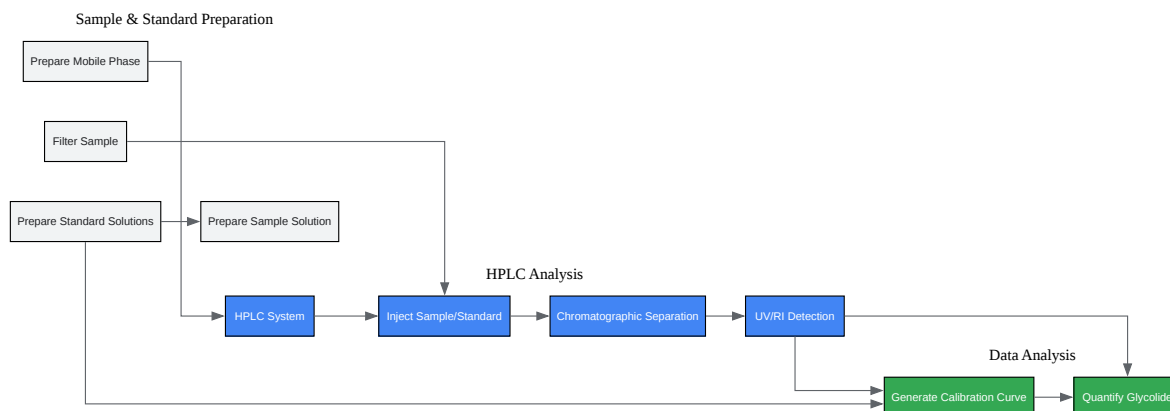 Sample & Standard Preparation
Prepare Mobile Phase
Filter Sample
Prepare Standard Solutions
Prepare Sample Solution
HPLC Analysis
HPLC System
Inject Sample/Standard
Chromatographic Separation
UV/RI Detection
Data Analysis
Generate Calibration Curve
Quantify Glycolide